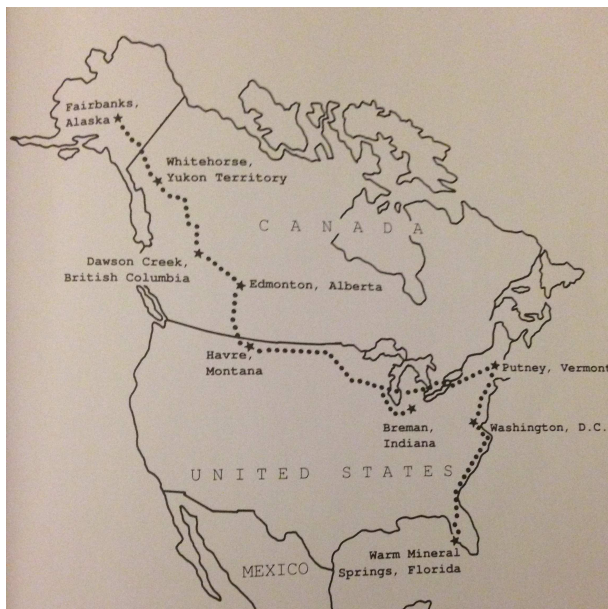 Fairbanks,
Alaska
Whitehorse,
Yukon Territory
C A N A D A
Dawson Creek,
British Columbia
Edmonton, Alberta
Havre,
Montana
Putney, Vermont
Breman,
Indiana
Washington, D.C.
U N I T E D S T A T E S
Warm Mineral
Springs, Florida
MEXICO